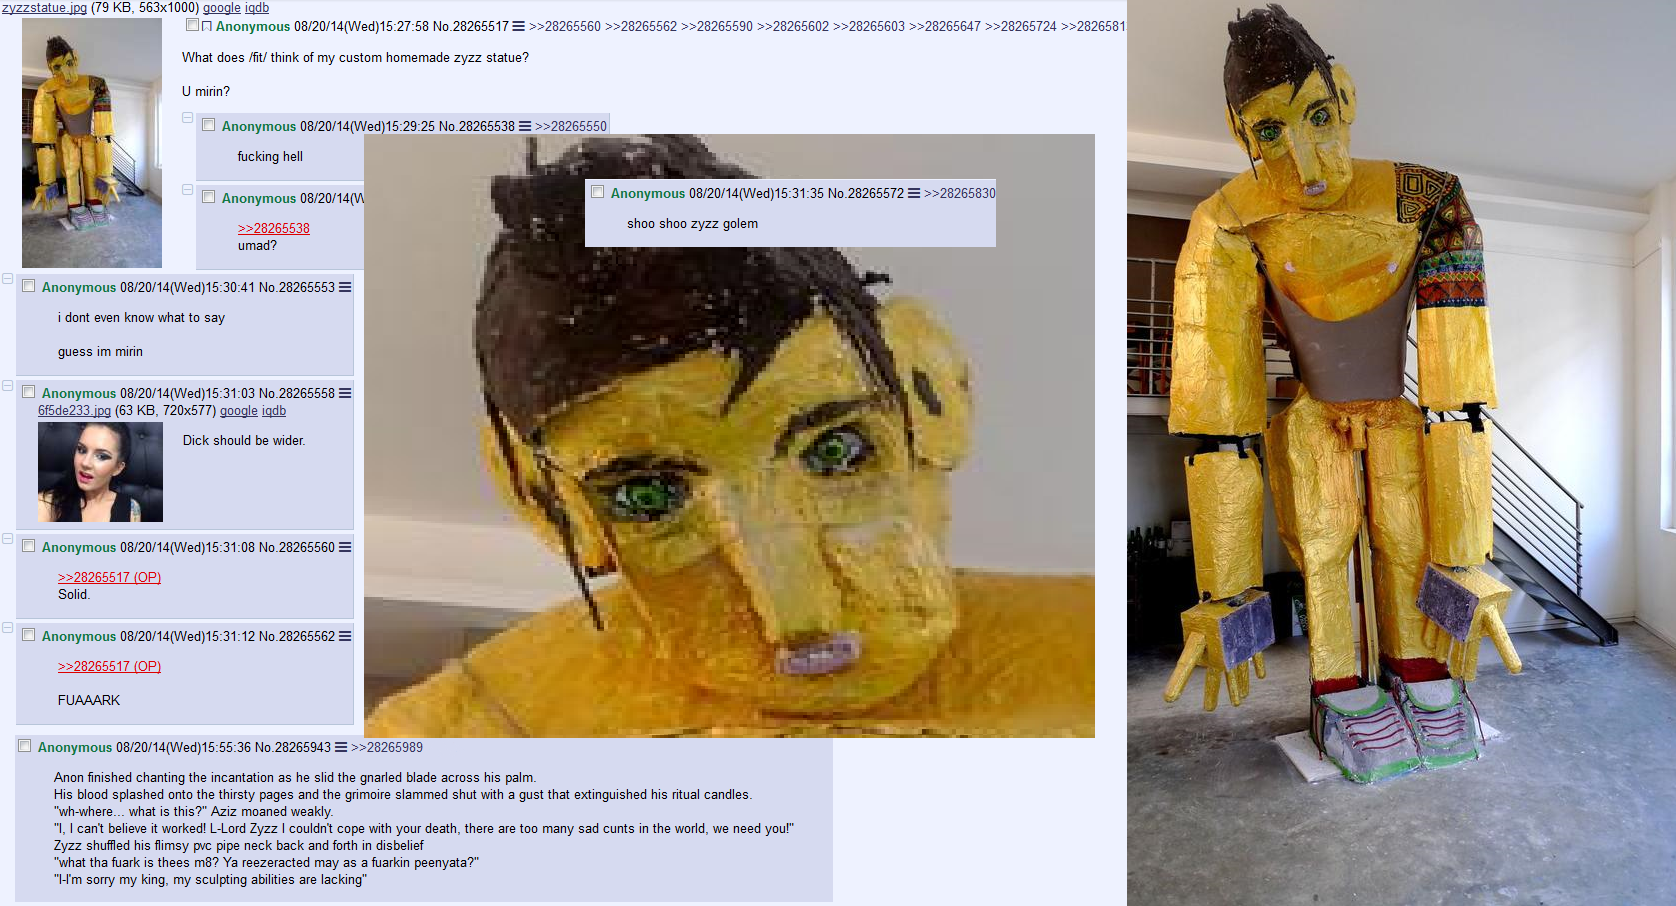 zyzzstatue.jpg (79 KB, 563x1000) google iqdb
Anonymous 08/20/14(Wed)15:27:58 No.28265517 >>28265560 >>28265562 >>28265590 >>28265602 >>28265603 >>28265647 >>28265724 >>2826581
What does /fit/ think of my custom homemade zyzz statue?
U mirin?
Anonymous 08/20/14(Wed)15:29:25 No.28265538 >>28265550
fucking hell
Anonymous 08/20/14(W
>>28265538
umad?
Anonymous 08/20/14(Wed)15:30:41 No.28265553
i dont even know what to say
guess im mirin
Anonymous 08/20/14(Wed)15:31:03 No.28265558
6f5de233.jpg (63 KB, 720x577) google iqdb
Dick should be wider.
Anonymous 08/20/14(Wed)15:31:08 No.28265560
>>28265517 (OP)
Solid.
Anonymous 08/20/14(Wed)15:31:12 No.28265562
>>28265517 (OP)
FUAAARK
Anonymous 08/20/14(Wed)15:31:35 No.28265572 >>28265830
shoo shoo zyzz golem
Anonymous 08/20/14(Wed)15:55:36 No.28265943 >>28265989
Anon finished chanting the incantation as he slid the gnarled blade across his palm.
His blood splashed onto the thirsty pages and the grimoire slammed shut with a gust that extinguished his ritual candles.
"wh-where... what is this?" Aziz moaned weakly.
"I, I can't believe it worked! L-Lord Zyzz I couldn't cope with your death, there are too many sad cunts in the world, we need you!"
Zyzz shuffled his flimsy pvc pipe neck back and forth in disbelief
"what tha fuark is thees m8? Ya reezeracted may as a fuarkin peenyata?"
"I-I'm sorry my king, my sculpting abilities are lacking"